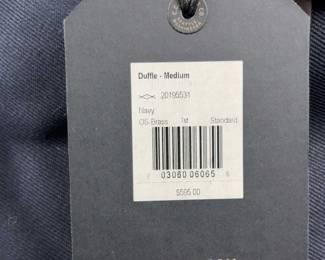 Duffle - Medium
20195531
Navy
OS-Brass 1st Standard
03060 06065
$595.00